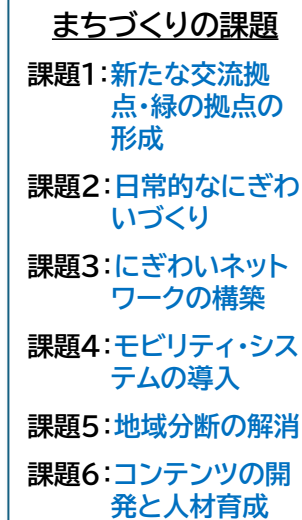 まちづくりの課題
課題1：新たな交流拠
点・緑の拠点の
形成
課題2：日常的なにぎわ
いづくり
課題3：にぎわいネット
ワークの構築
課題4：モビリティ・シス
テムの導入
課題5：地域分断の解消
課題6：コンテンツの開
発と人材育成